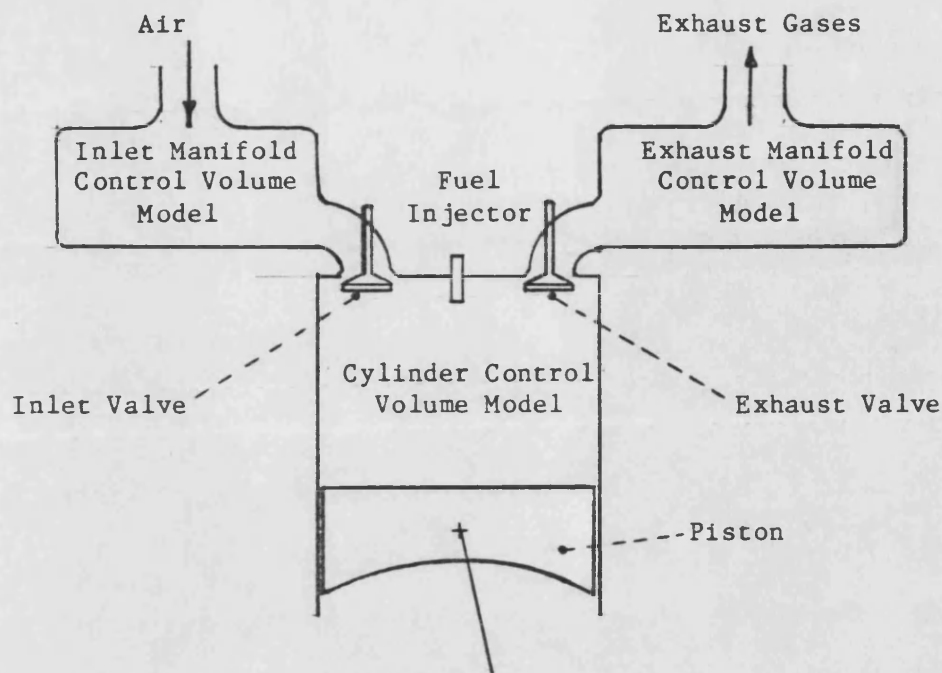 Air
Exhaust Gases
Inlet Manifold
Control Volume
Model
Fuel
Injector
Exhaust Manifold
Control Volume
Model
Cylinder Control
Volume Model
Inlet Valve
Exhaust Valve
Piston